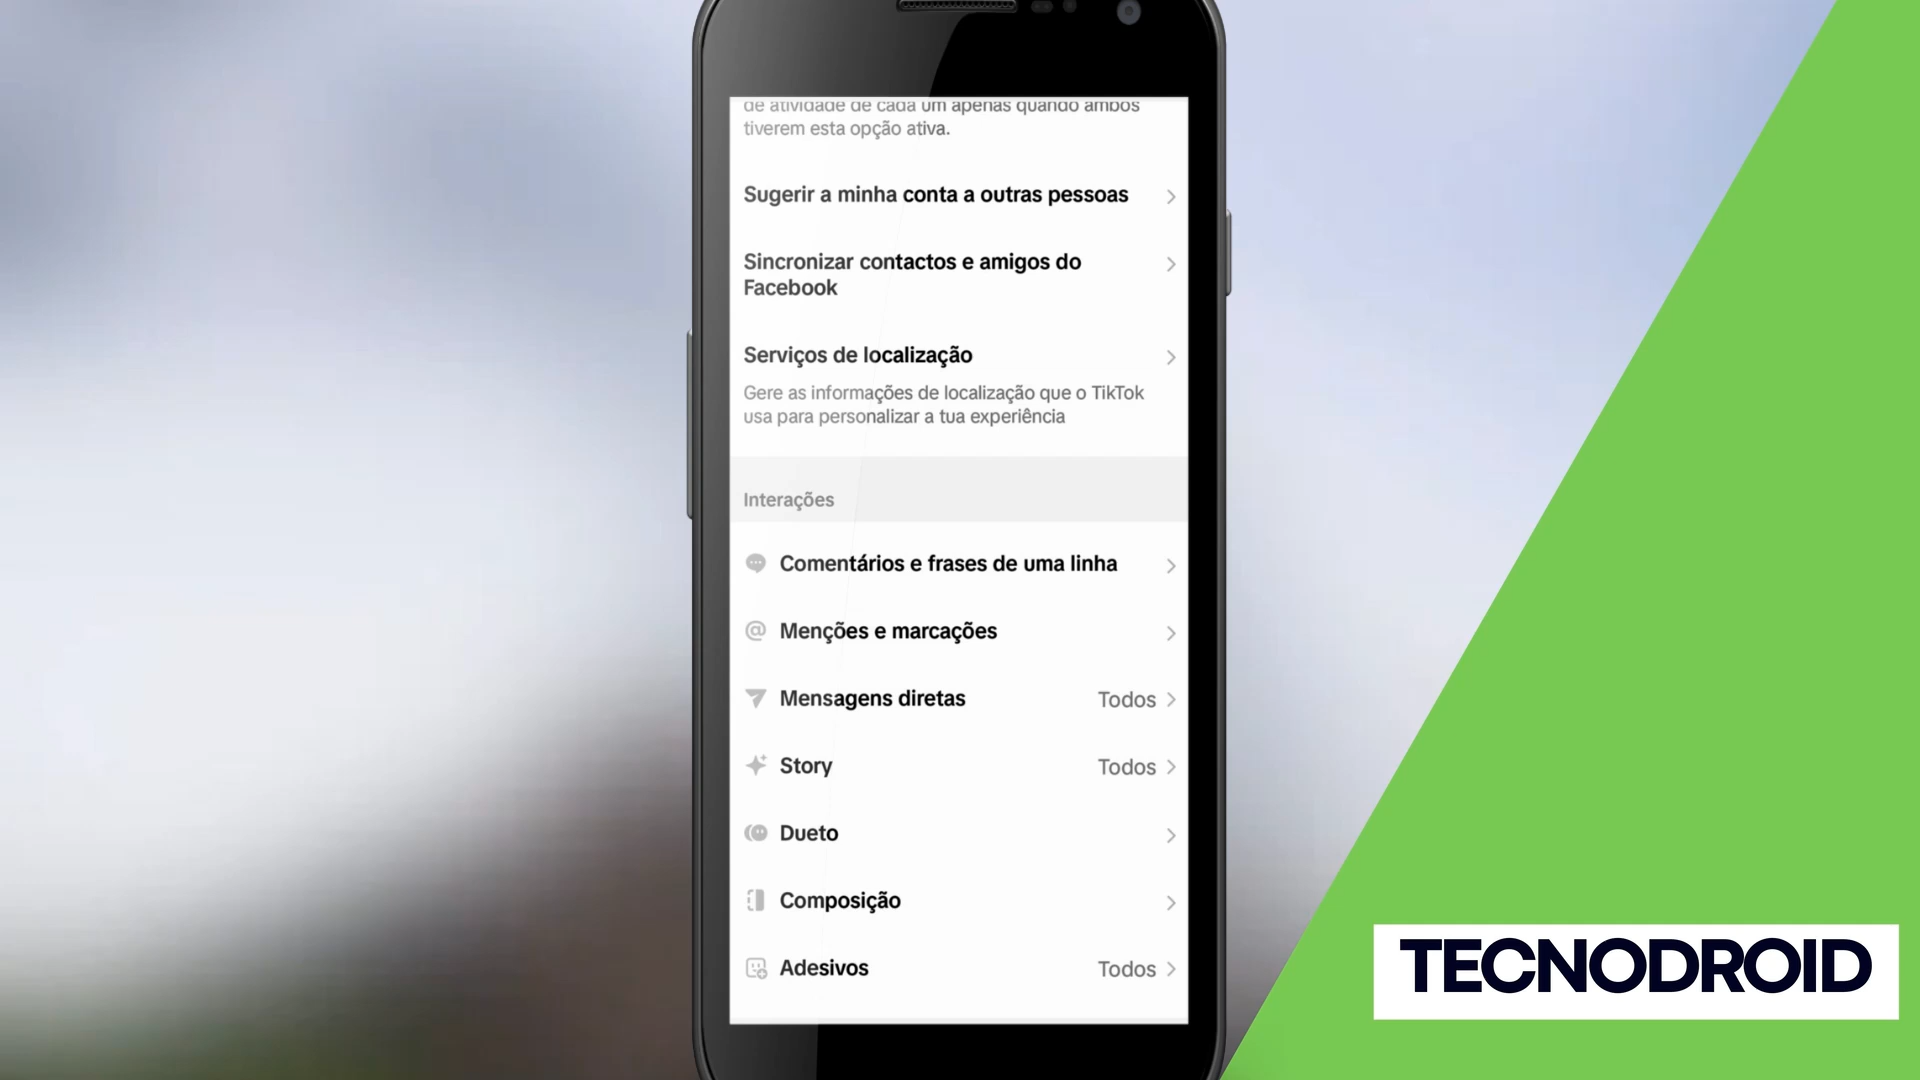 de atividade de cada um apenas quando ambos
tiverem esta opção ativa.
Sugerir a minha conta a outras pessoas
Sincronizar contactos e amigos do
Facebook
Serviços de localização
Gere as informações de localização que o TikTok
usa para personalizar a tua experiência
Interações
Comentários e frases de uma linha
@ Menções e marcações
Mensagens diretas Todos
Story Todos
Dueto
Composição
Adesivos Todos
TECNODROID